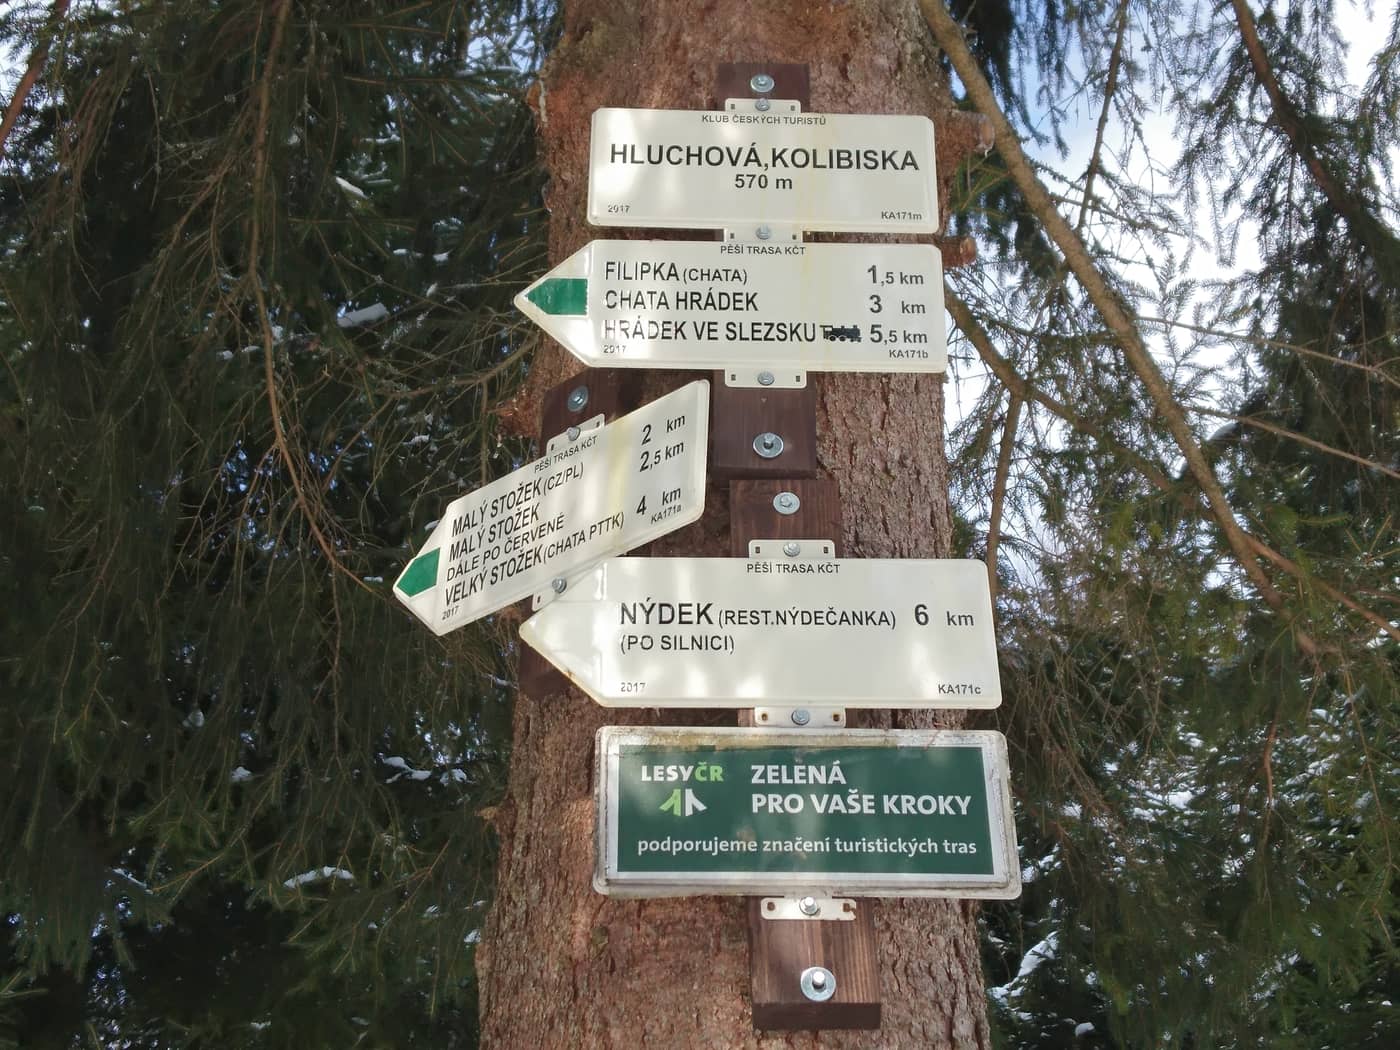 KLUB ČESKÝCH TURISTŮ
HLUCHOVÁ,KOLIBISKA
570 m
2017 KA171m
PĚŠÍ TRASA KČT
FILIPKA (CHATA) 1,5 km
CHATA HRÁDEK 3 km
HRÁDEK VE SLEZSKU 5,5 km
2017 KA171b
PĚŠÍ TRASA KČT
MALÝ STOŽEK (CZ/PL) 2 km
MALÝ STOŽEK 2,5 km
DÁLE PO ČERVENÉ
VELKÝ STOŽEK (CHATA PTTK) 4 km
2017 KA171a
PĚŠÍ TRASA KČT
NÝDEK (REST.NÝDEČANKA) 6 km
(PO SILNICI)
2017 KA171c
LESY ČR ZELENÁ
PRO VAŠE KROKY
podporujeme značení turistických tras